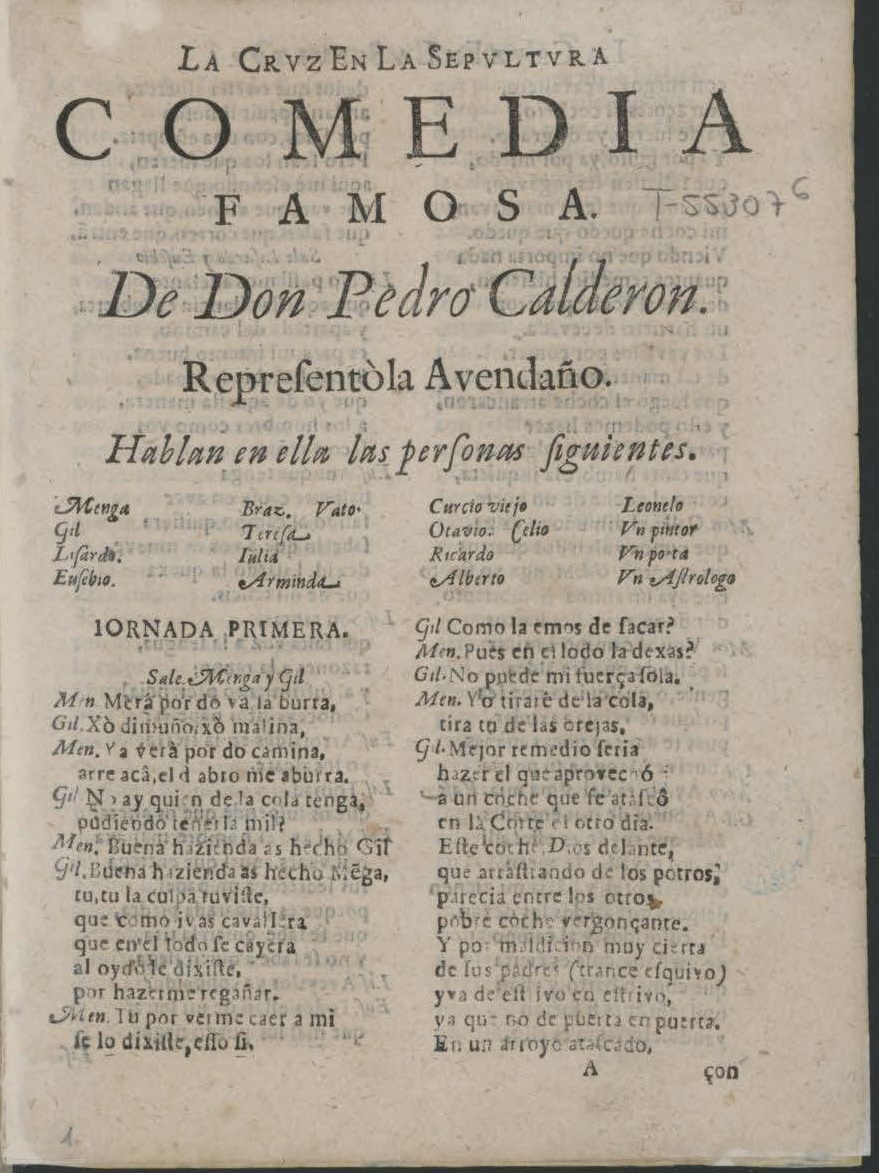 LA CRVZ EN LA SEPVLTVRA
COMEDIA
FAMOSA.
T-55307⁶
De Don Pedro Calderon.
Repreſentòla Avendaño.
Hablan en ella las perſonas ſiguientes.
Menga Braz. Vato. Curcio viejo Leonelo
Gil Tereſa Otavio. Celio Vn pintor
Liſardo. Iulia Ricardo Vn poeta
Euſebio. Arminda Alberto Vn Aſtrologo
IORNADA PRIMERA.
Sale Menga y Gil
Men Merà por do va la burra,
Gil. Xò dimuño, xò malina,
Men. Ya verà por do camina,
arre acâ, el diabro me aburra.
Gil No ay quien de la cola tenga,
pudiendo tenerla mil?
Men. Buena hazienda as hecho Gil
Gil. Buena hazienda as hecho Mẽga,
tu, tu la culpa tuviſte,
que como ivas cavallera
que en el lodo ſe cayera
al oydo le dixiſte,
por hazerme regañar.
Men. Tu por verme caer a mi
ſe lo dixiſte, eſſo ſi.
Gil Como la emos de ſacar?
Men. Pues en el lodo la dexas?
Gil. No puede mi fuerça ſola.
Men. Yo tirarè de la cola,
tira tu de las orejas,
Gil. Mejor remedio ſeria
hazer el que aprovechó
a un coche que ſe ataſcô
en la Corte el otro dia.
Eſte coche, Dios delante,
que arraſtrando de los potros,
parecia entre los otros
pobre coche vergonçante.
Y por maldicion muy cierta
de ſus padres (trance eſquivo)
yva de eſtrivo en eſtrivo,
ya que no de puerta en puerta.
En un arroyo ataſcado,
A çon
1.